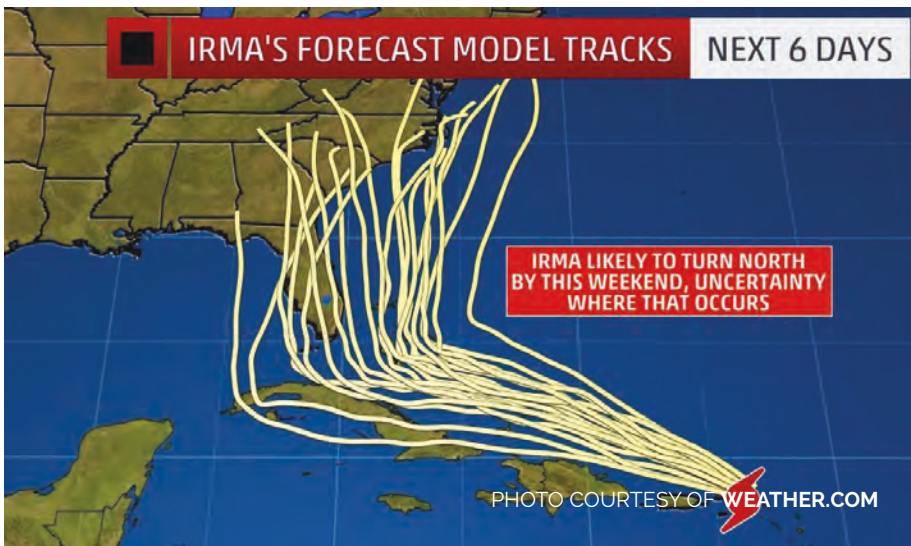 IRMA'S FORECAST MODEL TRACKS
NEXT 6 DAYS
IRMA LIKELY TO TURN NORTH
BY THIS WEEKEND, UNCERTAINTY
WHERE THAT OCCURS
PHOTO COURTESY OF WEATHER.COM